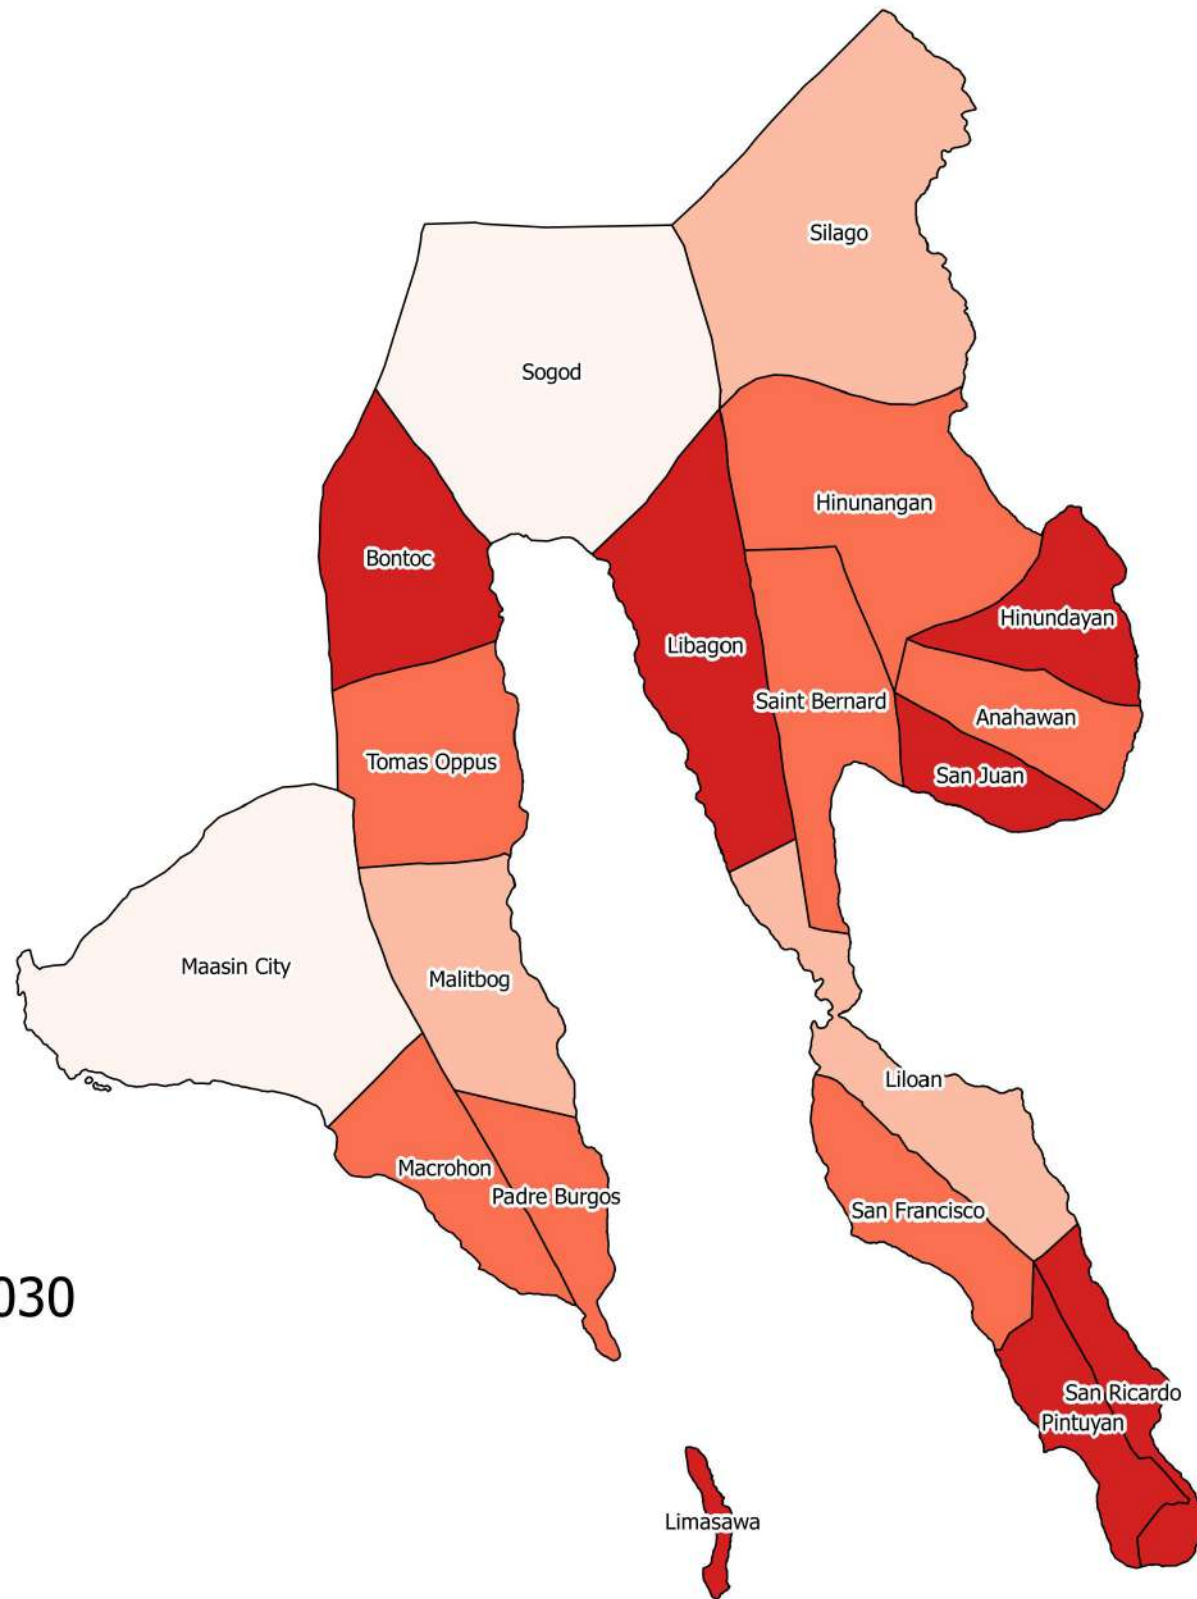 Silago
Sogod
Hinunangan
Bontoc
Hinundayan
Libagon
Saint Bernard
Anahawan
Tomas Oppus
San Juan
Maasin City
Malitbog
Liloan
Macrohon
Padre Burgos
San Francisco
030
San Ricardo
Pintuyan
Limasawa